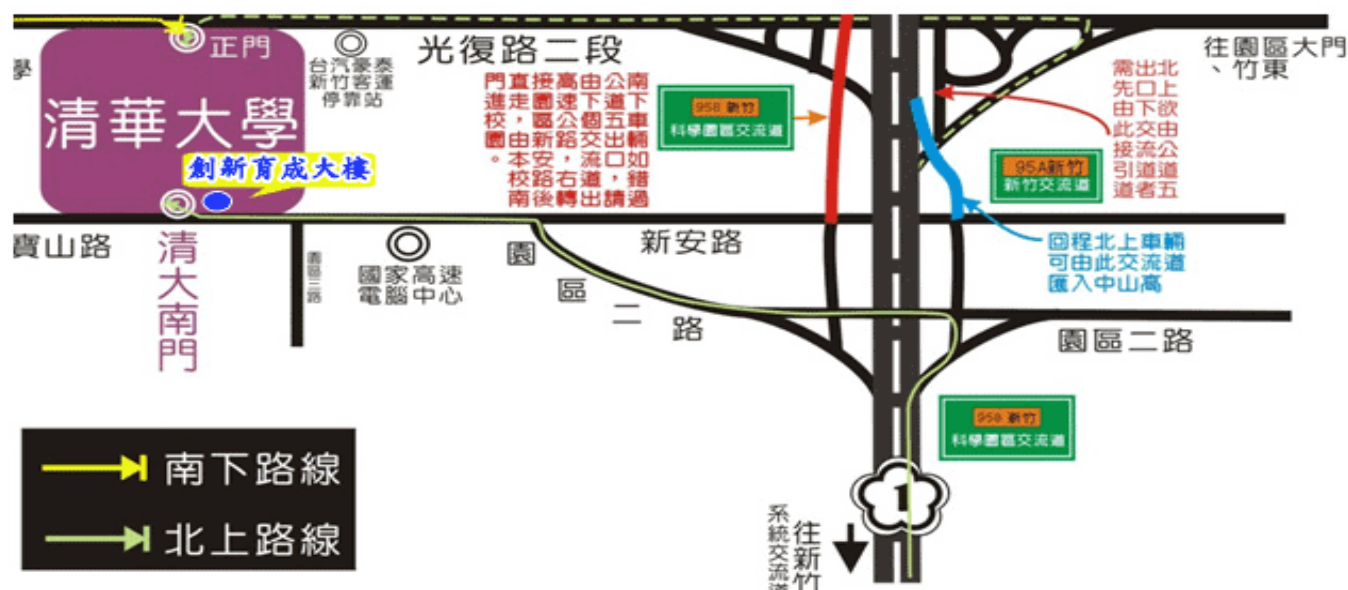 正門
學
台汽豪泰
新竹客運
停靠站
光復路二段
往園區大門
、竹東
清華大學
創新育成大樓
南下車輛如錯過
公道五出口，請
由下個交流道出
高速公路，右轉
接園區新安路後
直走，由本校南
門進校園。
95B 新竹
科學園區交流道
北上欲由公道五
出口下交流道者
需先由此接引道
95A新竹
新竹交流道
寶山路
清大南門
園區三路
國家高速
電腦中心
園區二路
新安路
回程北上車輛
可由此交流道
匯入中山高
園區二路
95B 新竹
科學園區交流道
1
往新竹
系統交流道
南下路線
北上路線